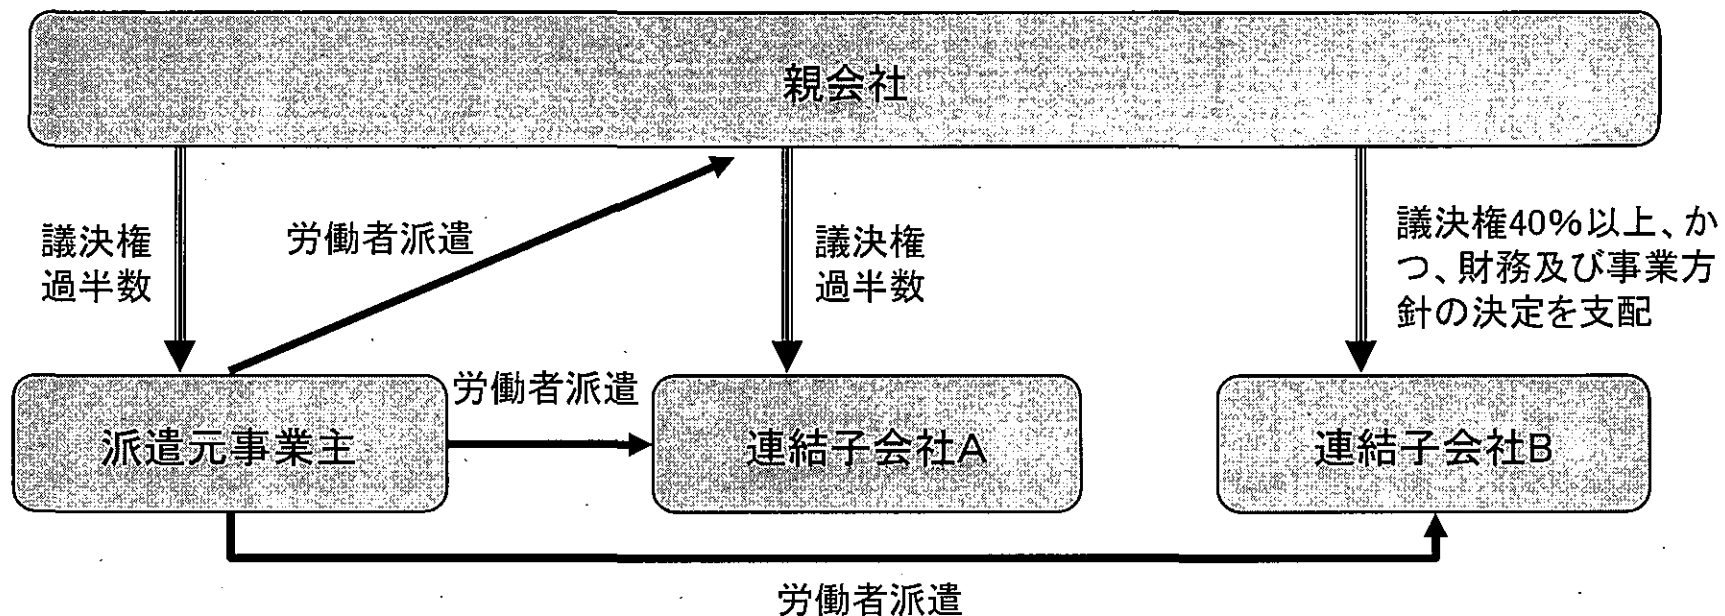 親会社
議決権
過半数
労働者派遣
議決権
過半数
議決権40%以上、か
つ、財務及び事業方
針の決定を支配
派遣元事業主
労働者派遣
連結子会社A
連結子会社B
労働者派遣